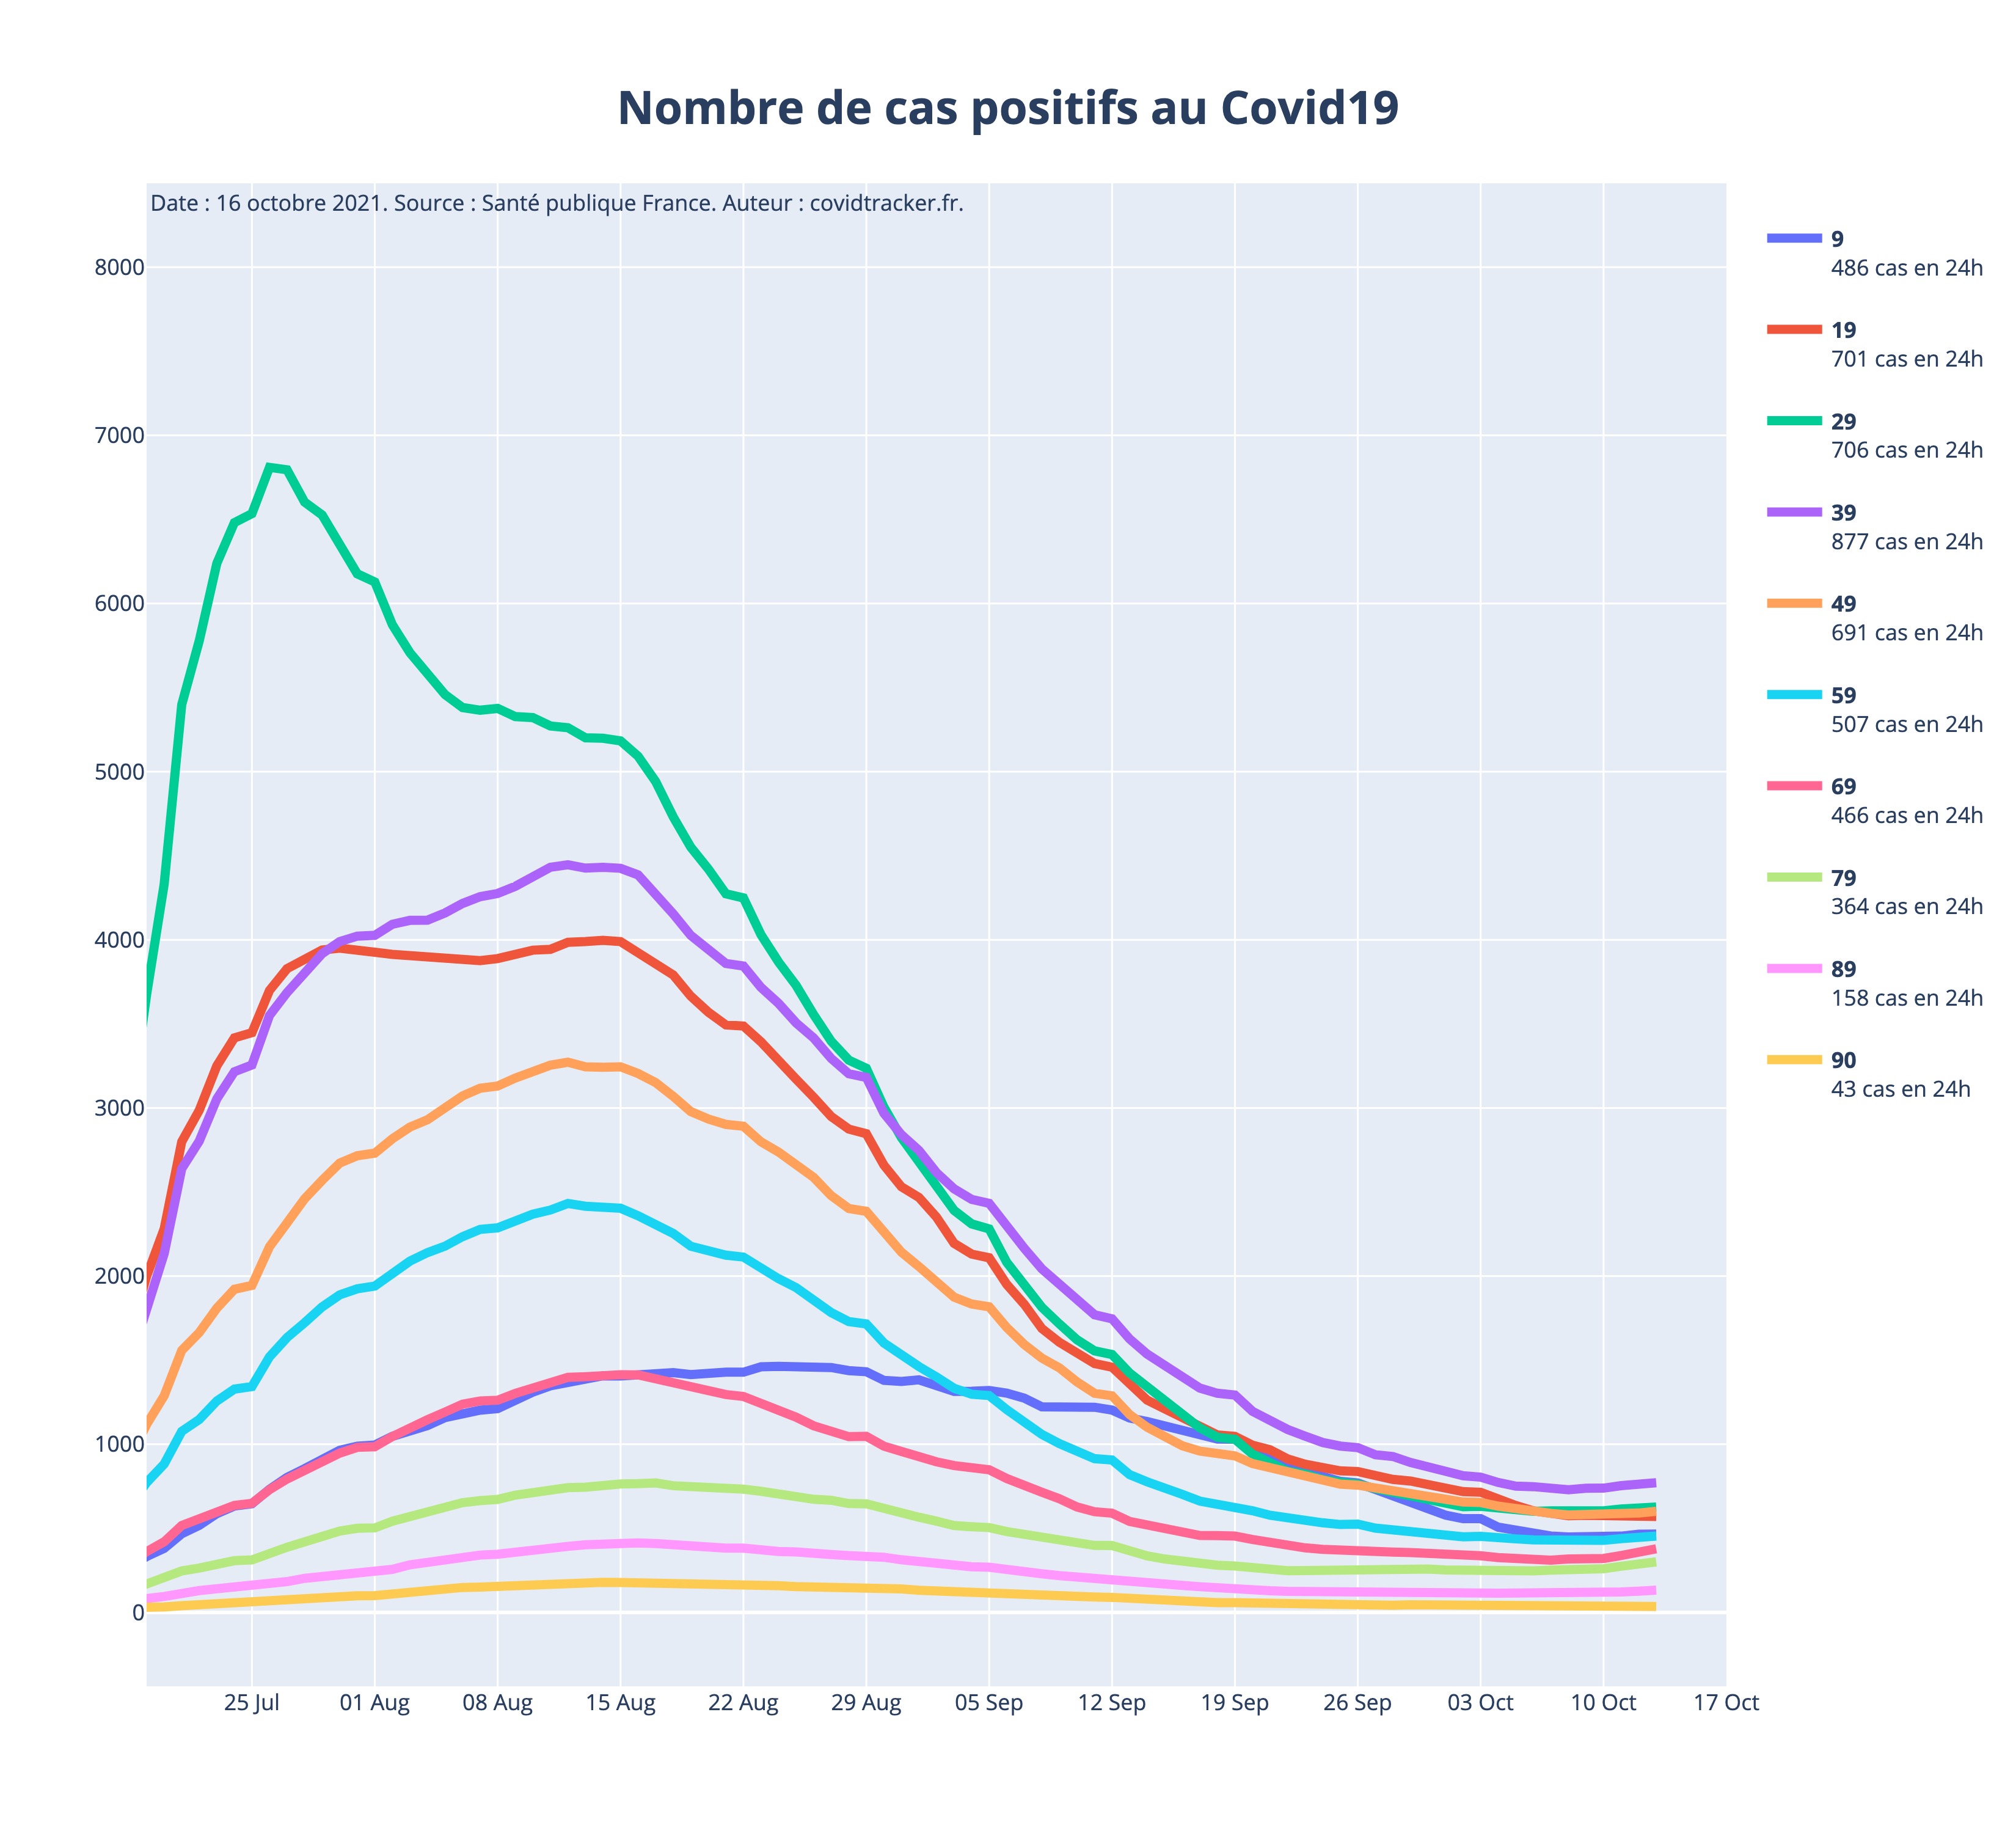 Nombre de cas positifs au Covid19
Date : 16 octobre 2021. Source : Santé publique France. Auteur : covidtracker.fr.
8000
7000
6000
5000
4000
3000
2000
1000
0
25 Jul
01 Aug
08 Aug
15 Aug
22 Aug
29 Aug
05 Sep
12 Sep
19 Sep
26 Sep
03 Oct
10 Oct
17 Oct
9
486 cas en 24h
19
701 cas en 24h
29
706 cas en 24h
39
877 cas en 24h
49
691 cas en 24h
59
507 cas en 24h
69
466 cas en 24h
79
364 cas en 24h
89
158 cas en 24h
90
43 cas en 24h